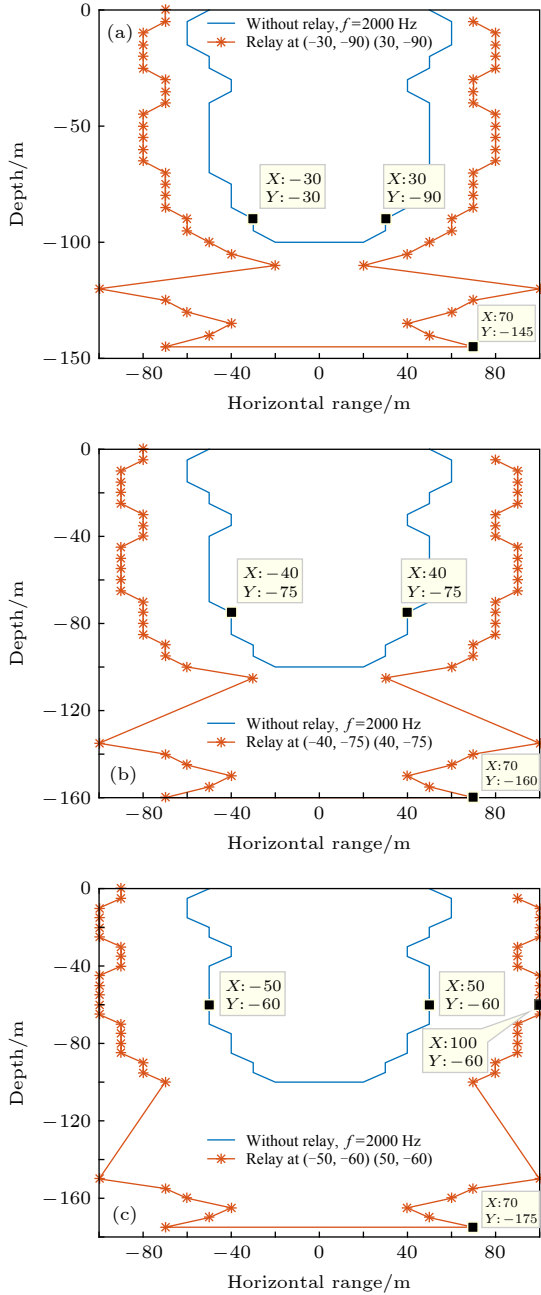 (a)
Without relay, f=2000 Hz
Relay at (−30, −90) (30, −90)
0
−50
−100
−150
Depth/m
X: −30
Y: −30
X: 30
Y: −90
X: 70
Y: −145
−80
−40
0
40
80
Horizontal range/m
0
−40
−80
−120
−160
Depth/m
X: −40
Y: −75
X: 40
Y: −75
Without relay, f=2000 Hz
Relay at (−40, −75) (40, −75)
(b)
X: 70
Y: −160
−80
−40
0
40
80
Horizontal range/m
0
−40
−80
−120
−160
Depth/m
X: −50
Y: −60
X: 50
Y: −60
X: 100
Y: −60
Without relay, f=2000 Hz
Relay at (−50, −60) (50, −60)
(c)
X: 70
Y: −175
−80
−40
0
40
80
Horizontal range/m